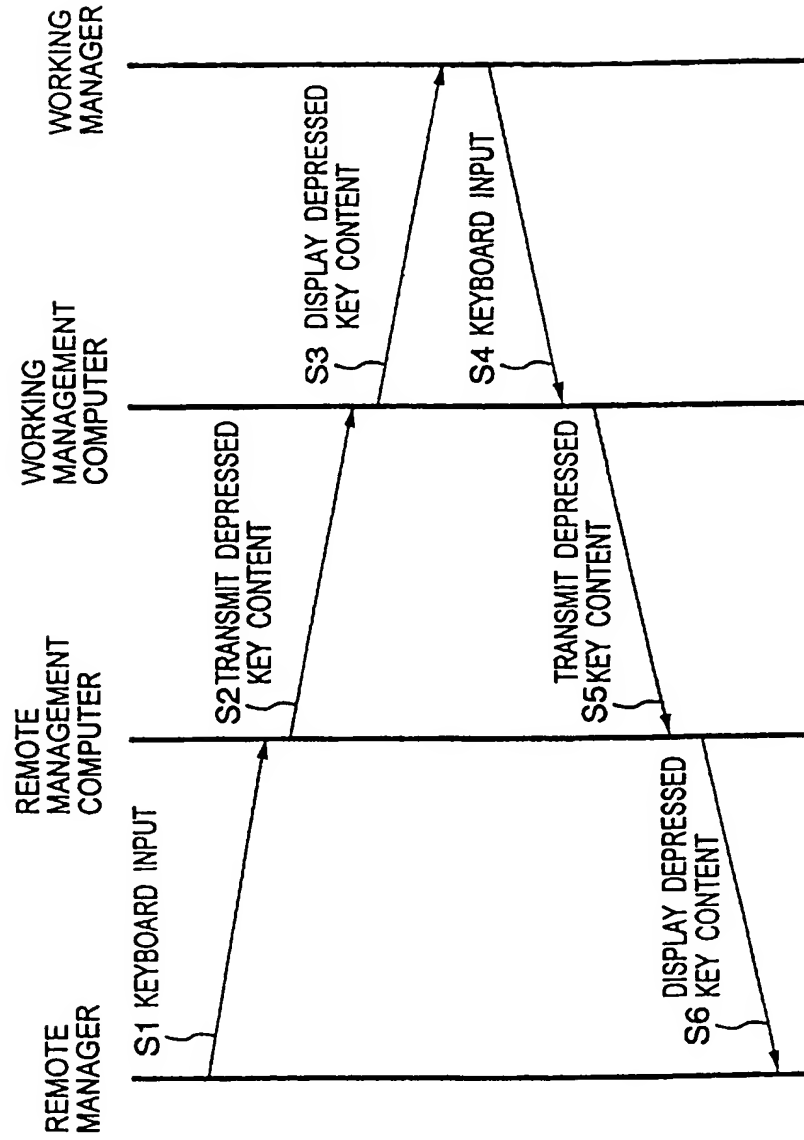 REMOTE
MANAGER
REMOTE
MANAGEMENT
COMPUTER
WORKING
MANAGEMENT
COMPUTER
WORKING
MANAGER
S1 KEYBOARD INPUT
S2 TRANSMIT DEPRESSED
KEY CONTENT
S3 DISPLAY DEPRESSED
KEY CONTENT
S4 KEYBOARD INPUT
TRANSMIT DEPRESSED
S5 KEY CONTENT
DISPLAY DEPRESSED
S6 KEY CONTENT